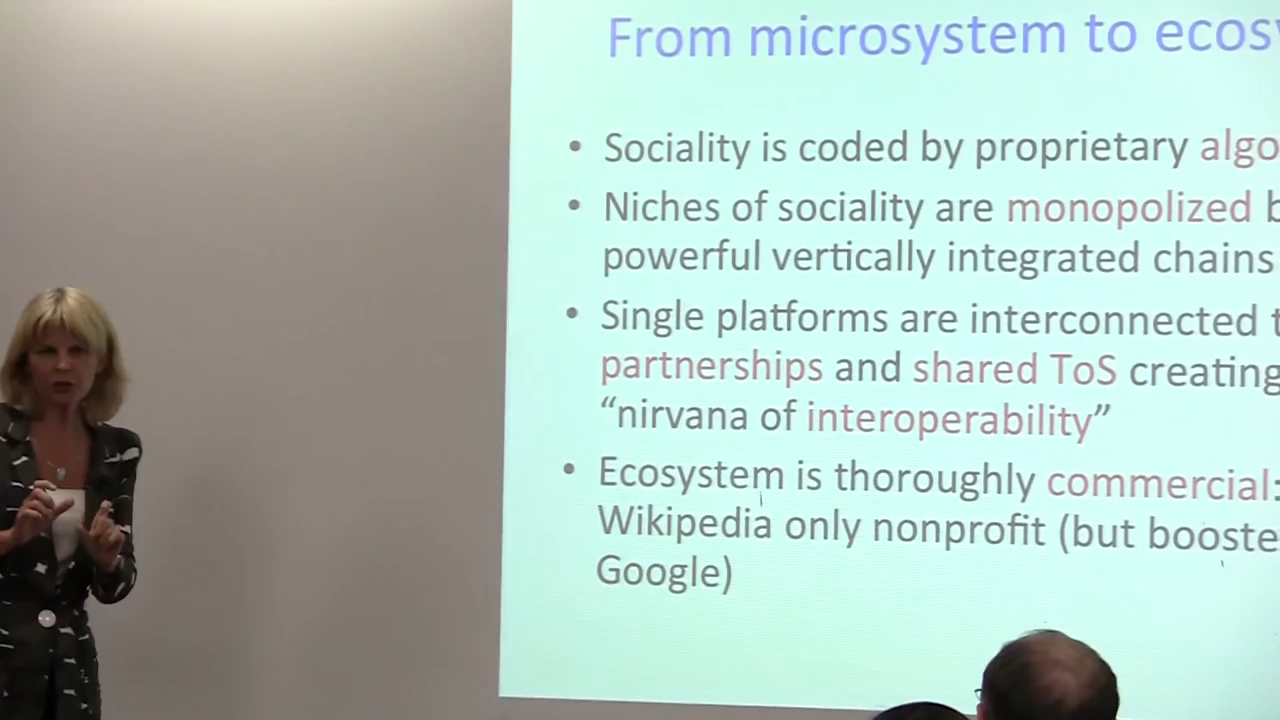 From microsystem to ecos
• Sociality is coded by proprietary algo
• Niches of sociality are monopolized b
powerful vertically integrated chains
• Single platforms are interconnected t
partnerships and shared ToS creating
“nirvana of interoperability”
• Ecosystem is thoroughly commercial:
Wikipedia only nonprofit (but booste
Google)